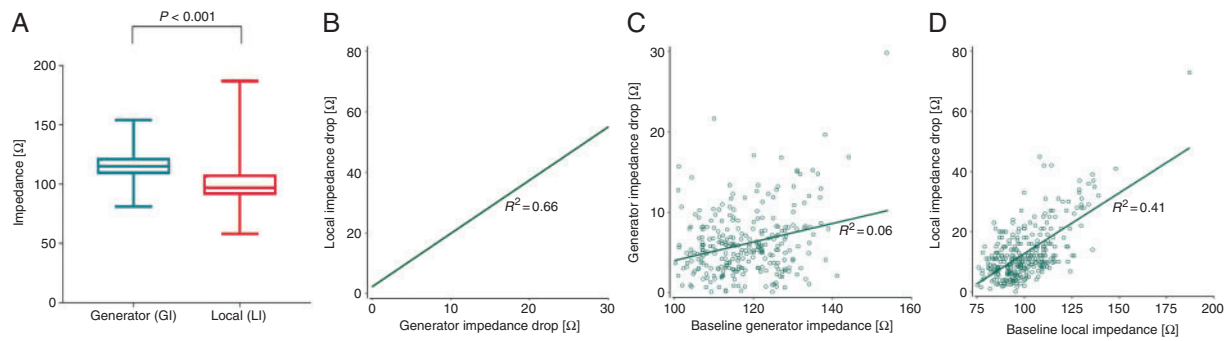 A
P < 0.001
Impedance [Ω]
200
150
100
50
0
Generator (GI)
Local (LI)
B
Local impedance drop [Ω]
80
60
40
20
0
R² = 0.66
0
10
20
30
Generator impedance drop [Ω]
C
Generator impedance drop [Ω]
30
20
10
0
R² = 0.06
100
120
140
160
Baseline generator impedance [Ω]
D
Local impedance drop [Ω]
80
60
40
20
0
R² = 0.41
75
100
125
150
175
200
Baseline local impedance [Ω]